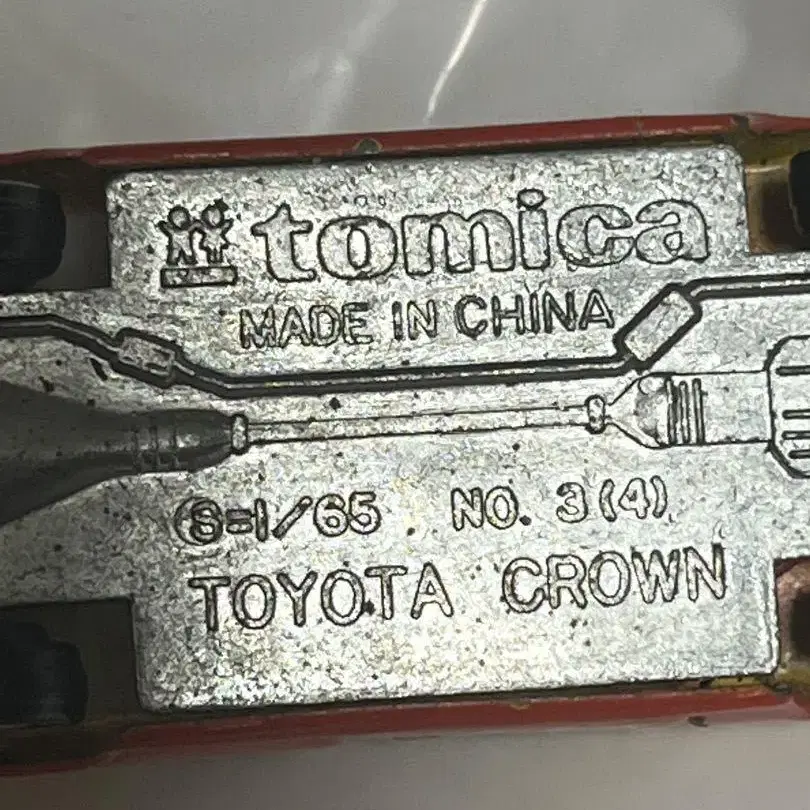 tomica
MADE IN CHINA
S=1/65 NO. 3(4)
TOYOTA CROWN